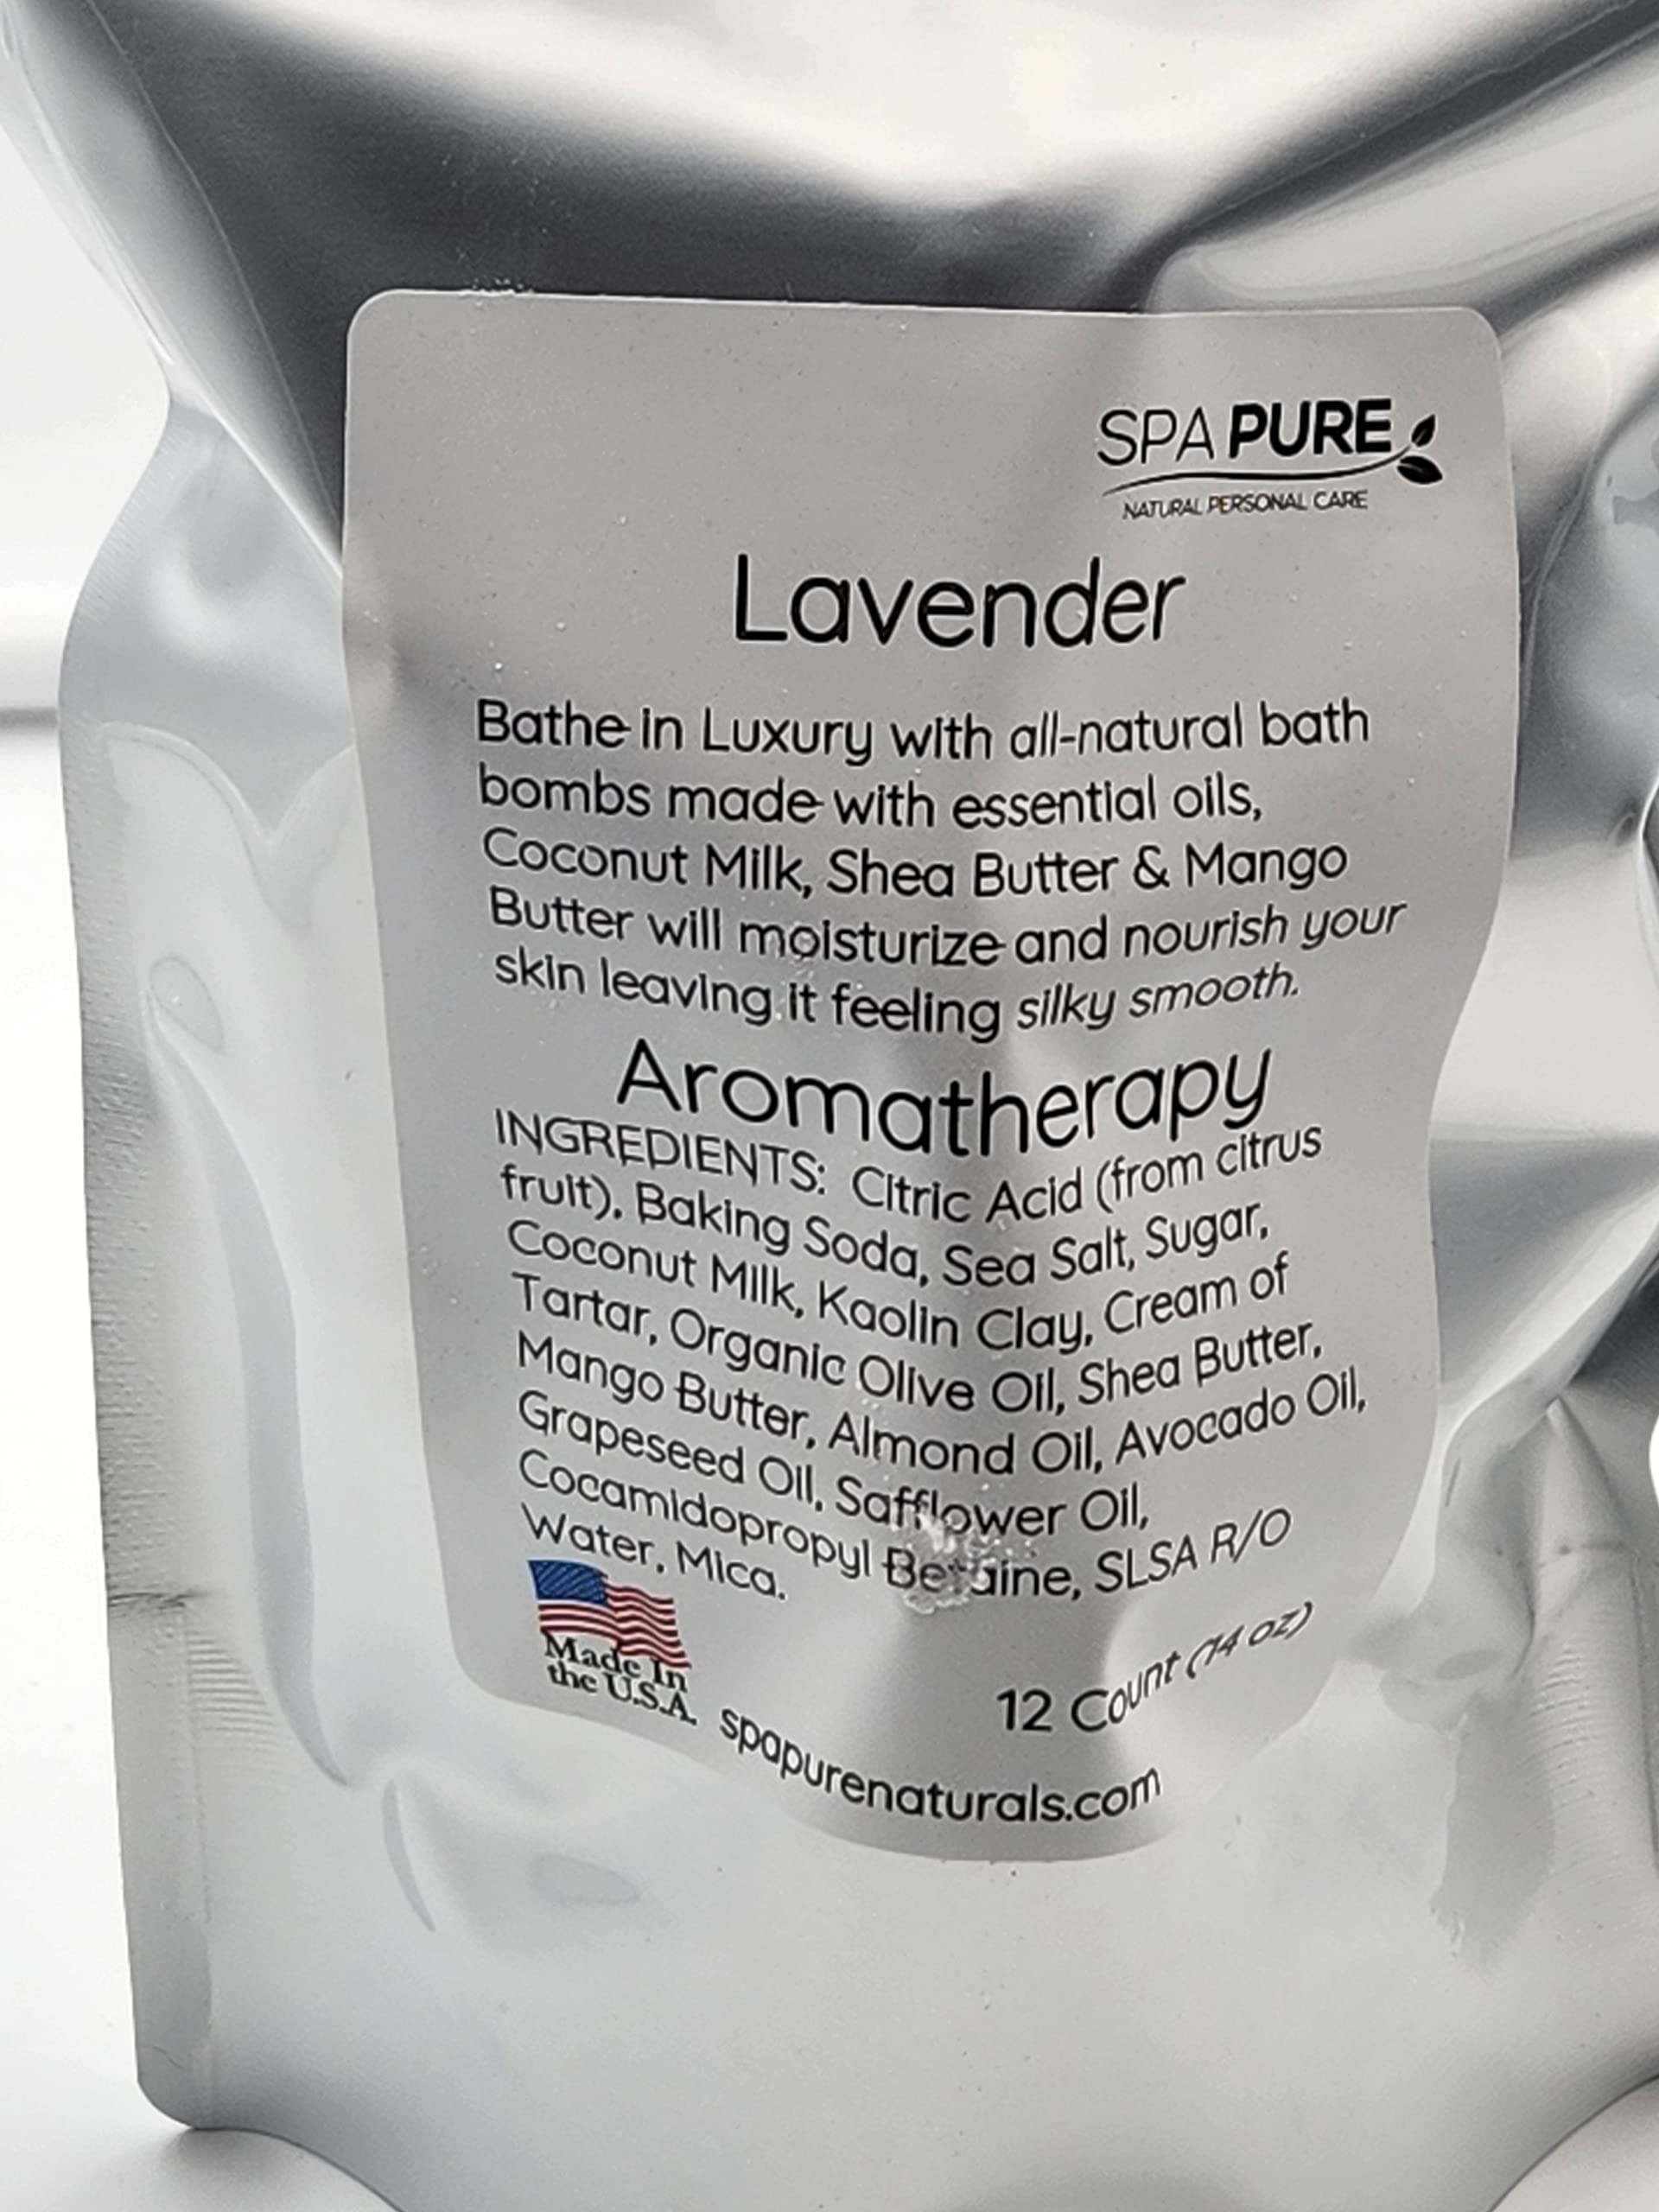 SPA PURE
NATURAL PERSONAL CARE
Lavender
Bathe in Luxury with all-natural bath
bombs made with essential oils,
Coconut Milk, Shea Butter & Mango
Butter will moisturize and nourish your
skin leaving it feeling silky smooth.
Aromatherapy
INGREDIENTS: Citric Acid (from citrus
fruit), Baking Soda, Sea Salt, Sugar,
Coconut Milk, Kaolin Clay, Cream of
Tartar, Organic Olive Oil, Shea Butter,
Mango Butter, Almond Oil, Avocado Oil,
Grapeseed Oil, Safflower Oil,
Cocamidopropyl Betaine, SLSA R/O
Water, Mica.
Made In
the U.S.A.
12 Count (14 oz)
spapurenaturals.com